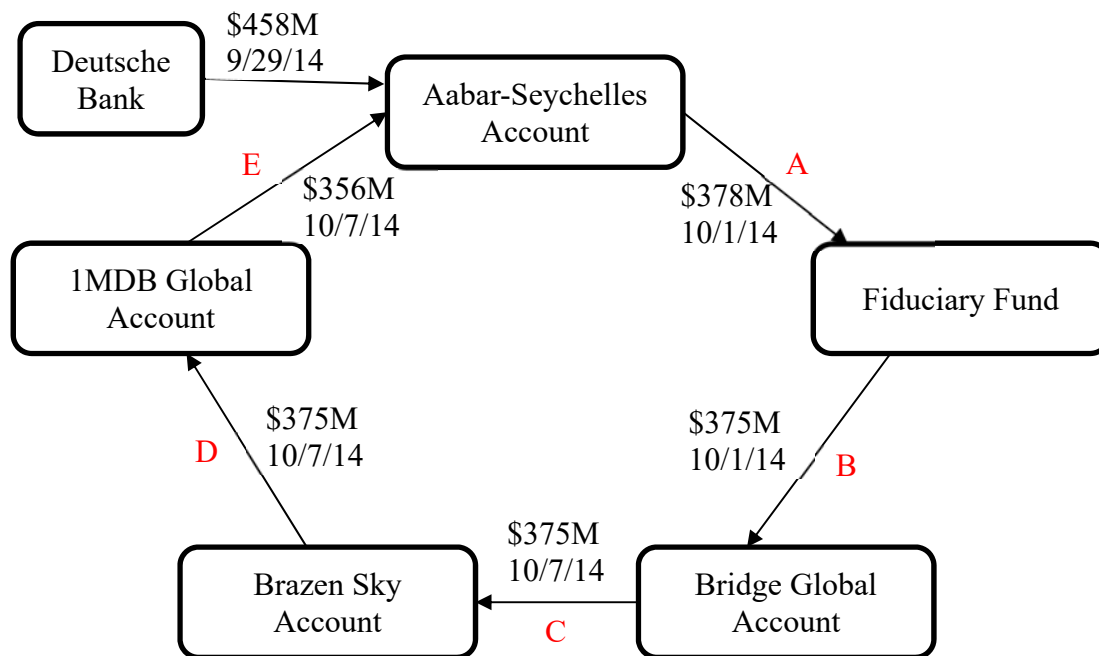 $458M
9/29/14
Deutsche
Bank
Aabar-Seychelles
Account
E
$356M
10/7/14
A
$378M
10/1/14
1MDB Global
Account
Fiduciary Fund
D
$375M
10/7/14
$375M
10/1/14
B
$375M
10/7/14
C
Brazen Sky
Account
Bridge Global
Account